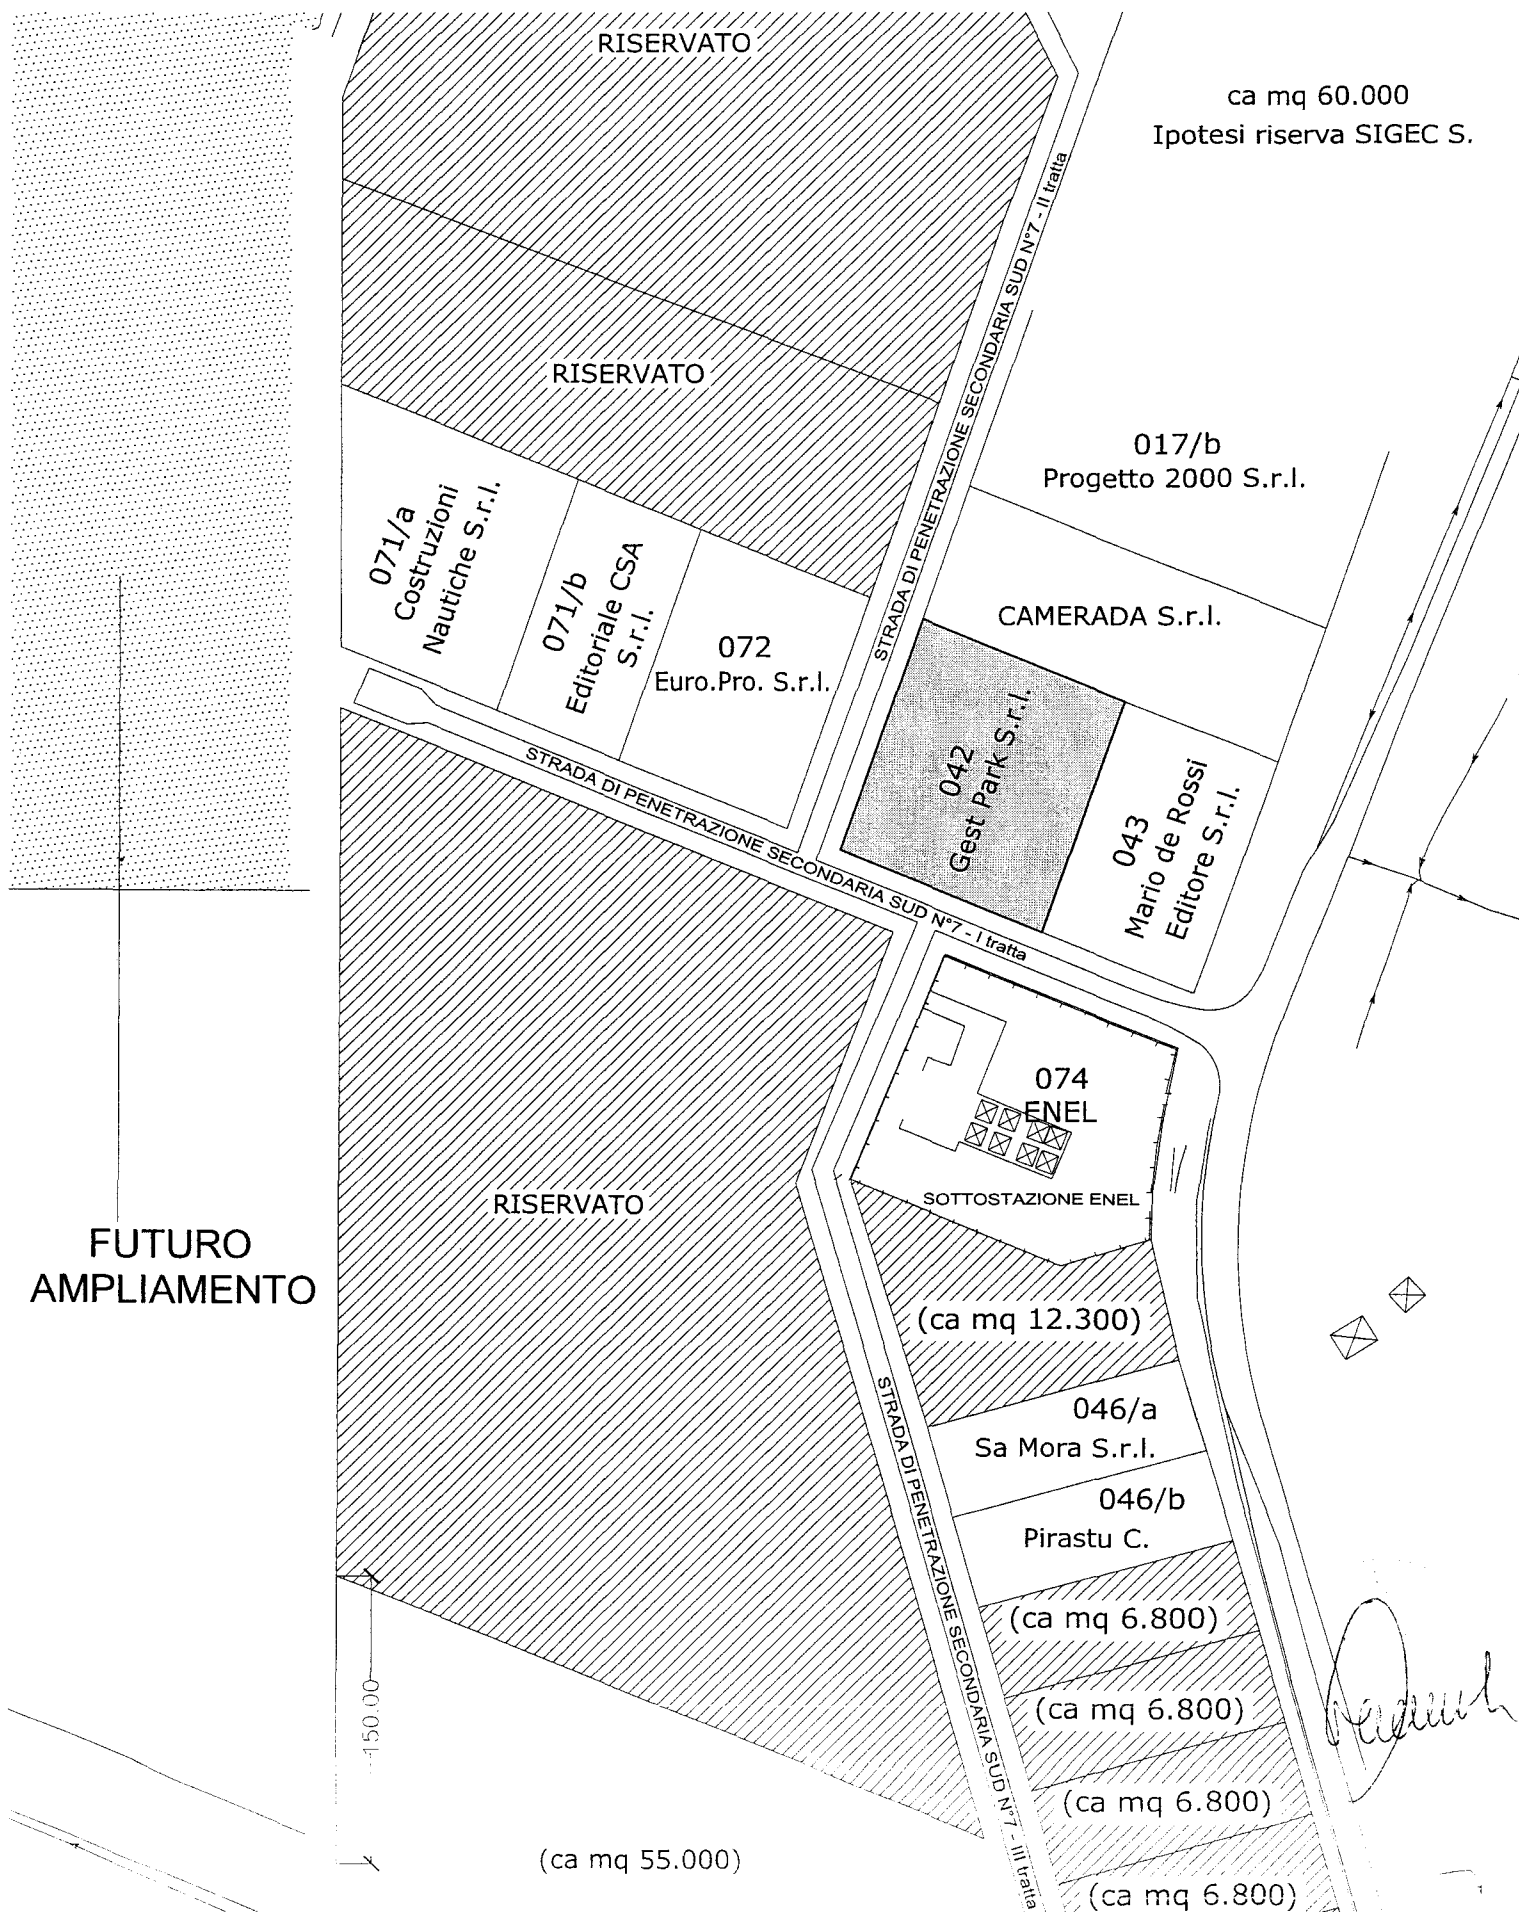 RISERVATO
ca mq 60.000
Ipotesi riserva SIGEC S.
STRADA DI PENETRAZIONE SECONDARIA SUD N°7 - II tratta
RISERVATO
017/b
Progetto 2000 S.r.l.
071/a
Costruzioni
Nautiche S.r.l.
071/b
Editoriale CSA
S.r.l.
072
Euro.Pro. S.r.l.
CAMERADA S.r.l.
042
Gest Park S.r.l.
043
Mario de Rossi
Editore S.r.l.
STRADA DI PENETRAZIONE SECONDARIA SUD N°7 - I tratta
074
ENEL
SOTTOSTAZIONE ENEL
RISERVATO
FUTURO
AMPLIAMENTO
(ca mq 12.300)
046/a
Sa Mora S.r.l.
046/b
Pirastu C.
STRADA DI PENETRAZIONE SECONDARIA SUD N°7 - III tratta
(ca mq 6.800)
(ca mq 6.800)
150.00
(ca mq 6.800)
(ca mq 55.000)
(ca mq 6.800)